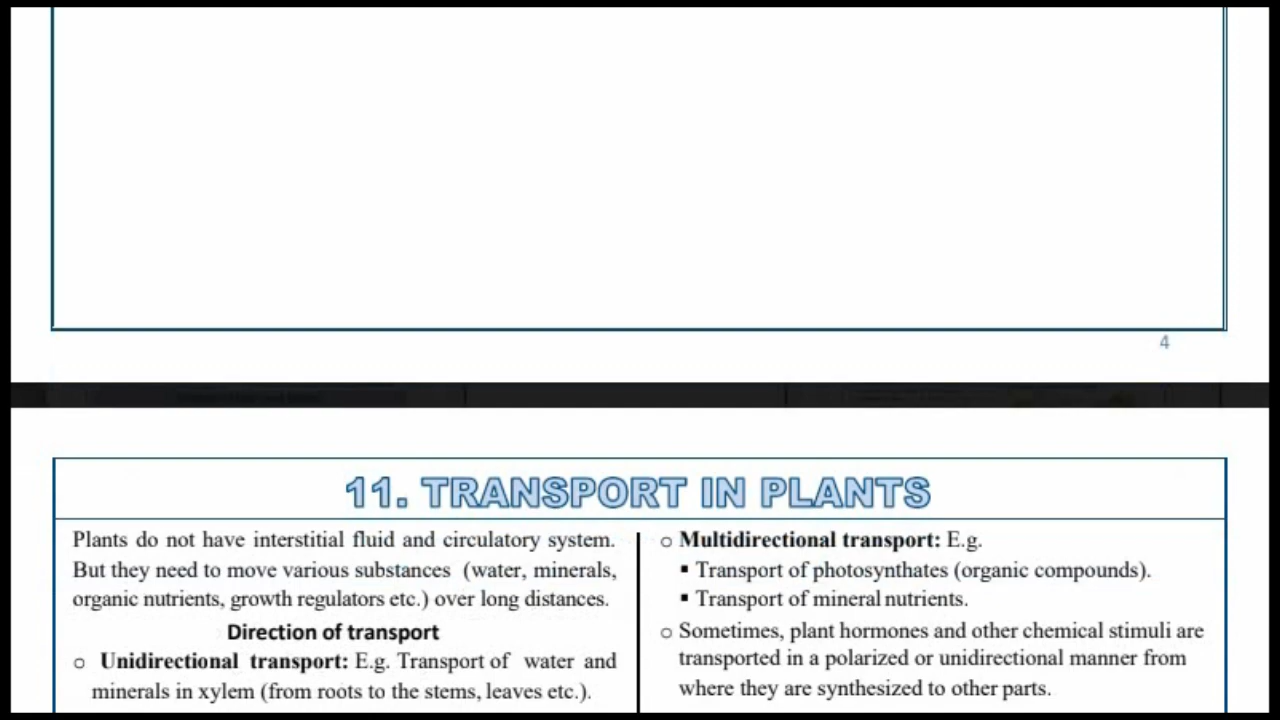 4
11. TRANSPORT IN PLANTS
Plants do not have interstitial fluid and circulatory system.
But they need to move various substances (water, minerals,
organic nutrients, growth regulators etc.) over long distances.
Direction of transport
o Unidirectional transport: E.g. Transport of water and
minerals in xylem (from roots to the stems, leaves etc.).
o Multidirectional transport: E.g.
▪ Transport of photosynthates (organic compounds).
▪ Transport of mineral nutrients.
o Sometimes, plant hormones and other chemical stimuli are
transported in a polarized or unidirectional manner from
where they are synthesized to other parts.